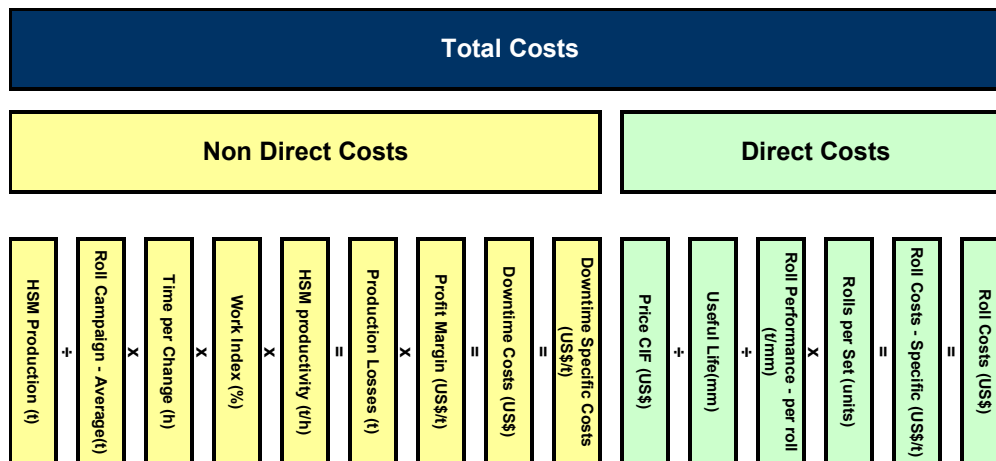 Total Costs
Non Direct Costs
Direct Costs
HSM Production (t)
÷
Roll Campaign - Average(t)
x
Time per Change (h)
x
Work Index (%)
x
HSM productivity (t/h)
=
Production Losses (t)
x
Profit Margin (US$/t)
=
Downtime Costs (US$)
=
Downtime Specific Costs
(US$/t)
Price CIF (US$)
÷
Useful Life(mm)
÷
Roll Performance - per roll
(t/mm)
x
Rolls per Set (units)
=
Roll Costs - Specific (US$/t)
=
Roll Costs (US$)